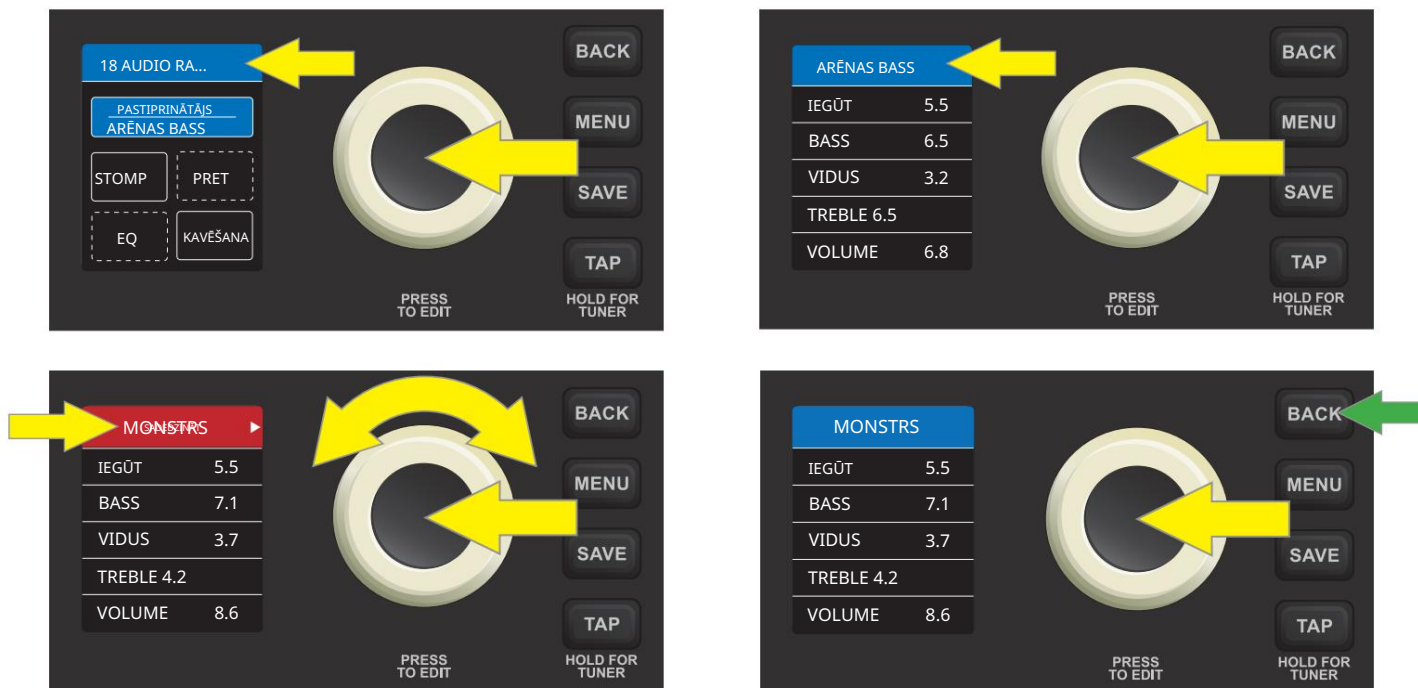 18 AUDIO RA...
PASTIPRINĀTĀJS
ARĒNAS BASS
STOMP
PRET
EQ
KAVĒŠANA
BACK
MENU
SAVE
TAP
HOLD FOR
TUNER
PRESS
TO EDIT
ARĒNAS BASS
IEGŪT 5.5
BASS 6.5
VIDUS 3.2
TREBLE 6.5
VOLUME 6.8
BACK
MENU
SAVE
TAP
HOLD FOR
TUNER
PRESS
TO EDIT
MONSTRS
IEGŪT 5.5
BASS 7.1
VIDUS 3.7
TREBLE 4.2
VOLUME 8.6
BACK
MENU
SAVE
TAP
HOLD FOR
TUNER
PRESS
TO EDIT
MONSTRS
IEGŪT 5.5
BASS 7.1
VIDUS 3.7
TREBLE 4.2
VOLUME 8.6
BACK
MENU
SAVE
TAP
HOLD FOR
TUNER
PRESS
TO EDIT